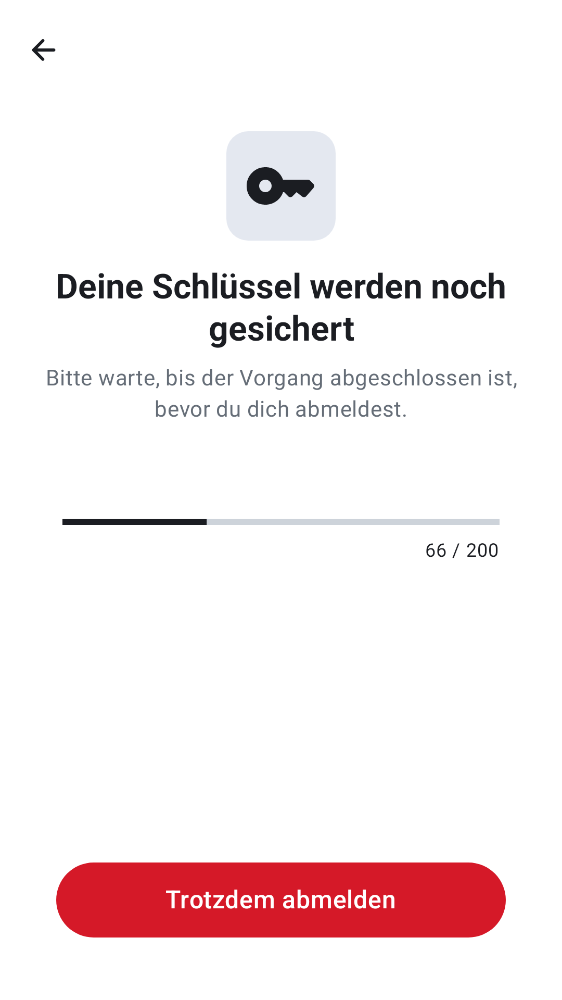 Deine Schlüssel werden noch
gesichert
Bitte warte, bis der Vorgang abgeschlossen ist,
bevor du dich abmeldest.
66 / 200
Trotzdem abmelden